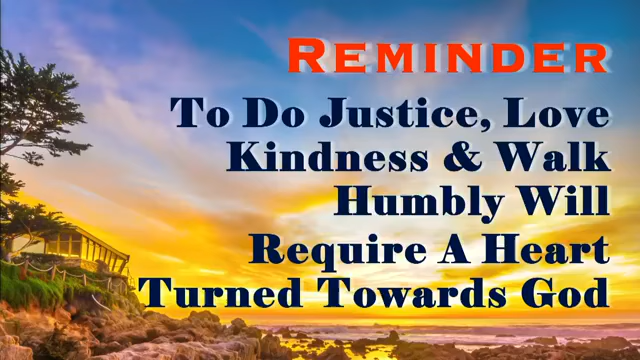 REMINDER
To Do Justice, Love
Kindness & Walk
Humbly Will
Require A Heart
Turned Towards God